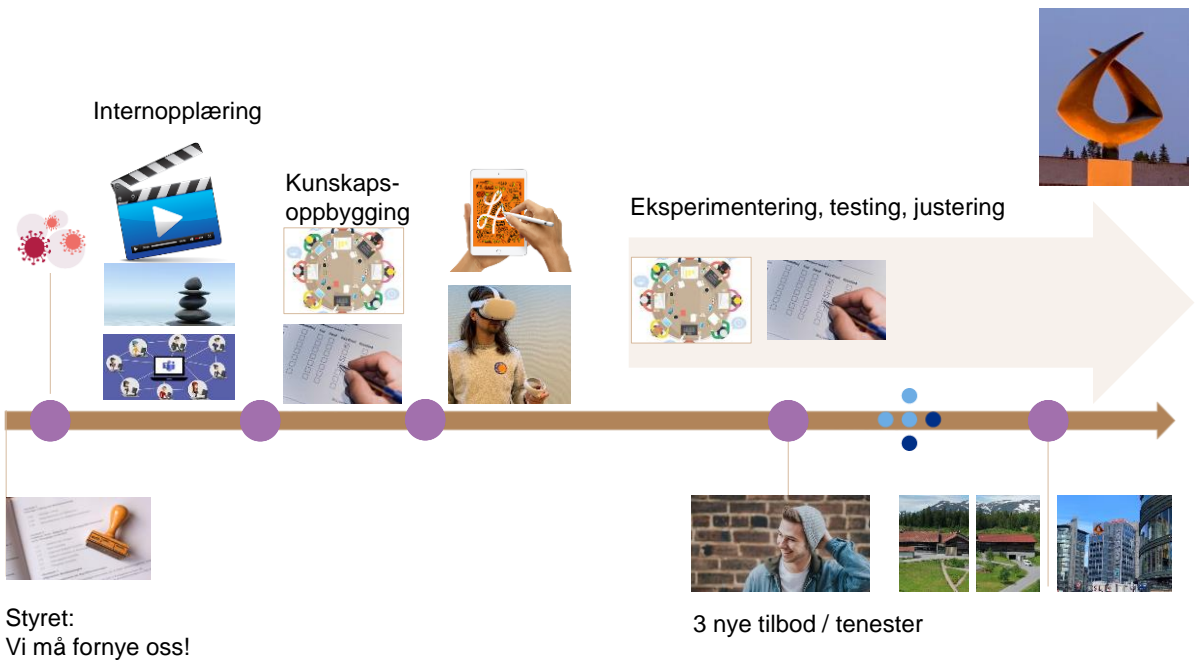 Internopplæring
Kunskaps-
oppbygging
Eksperimentering, testing, justering
Styret:
Vi må fornye oss!
3 nye tilbod / tenester